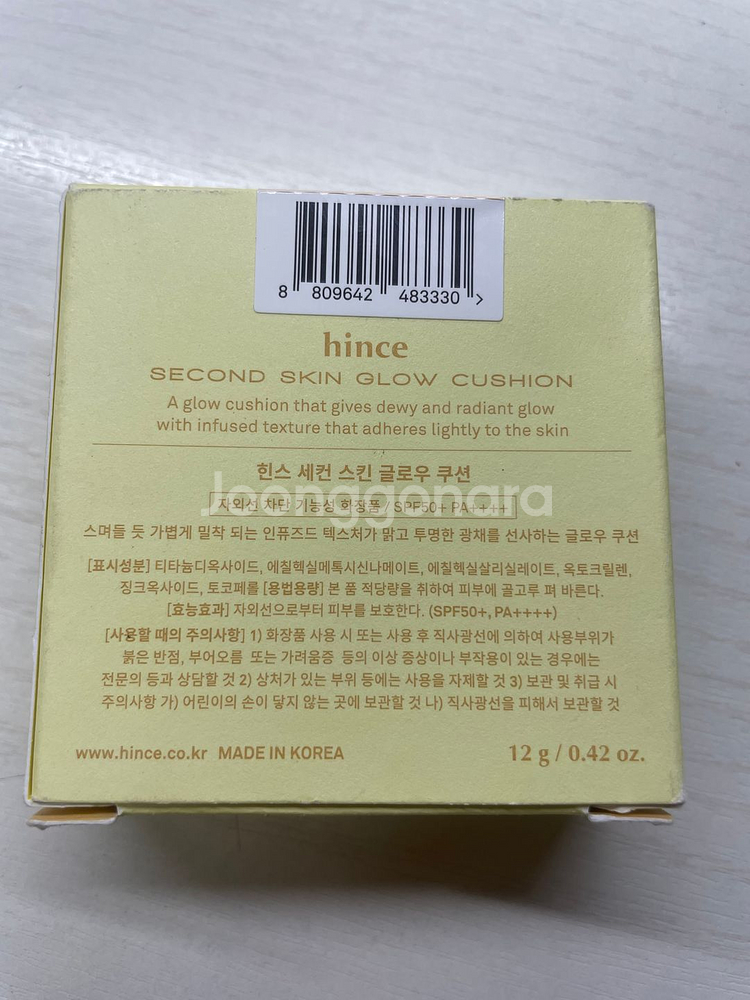 8 809642 483330 >
hince
SECOND SKIN GLOW CUSHION
A glow cushion that gives dewy and radiant glow
with infused texture that adheres lightly to the skin
힌스 세컨 스킨 글로우 쿠션
Joonggonara
자외선 차단 기능성 화장품 / SPF50+ PA++++
스며들 듯 가볍게 밀착 되는 인퓨즈드 텍스처가 맑고 투명한 광채를 선사하는 글로우 쿠션
[표시성분] 티타늄디옥사이드, 에칠헥실메톡시신나메이트, 에칠헥실살리실레이트, 옥토크릴렌,
징크옥사이드, 토코페롤 [용법용량] 본 품 적당량을 취하여 피부에 골고루 펴 바른다.
[효능효과] 자외선으로부터 피부를 보호한다. (SPF50+, PA++++)
[사용할 때의 주의사항] 1) 화장품 사용 시 또는 사용 후 직사광선에 의하여 사용부위가
붉은 반점, 부어오름 또는 가려움증 등의 이상 증상이나 부작용이 있는 경우에는
전문의 등과 상담할 것 2) 상처가 있는 부위 등에는 사용을 자제할 것 3) 보관 및 취급 시
주의사항 가) 어린이의 손이 닿지 않는 곳에 보관할 것 나) 직사광선을 피해서 보관할 것
www.hince.co.kr MADE IN KOREA
12 g / 0.42 oz.